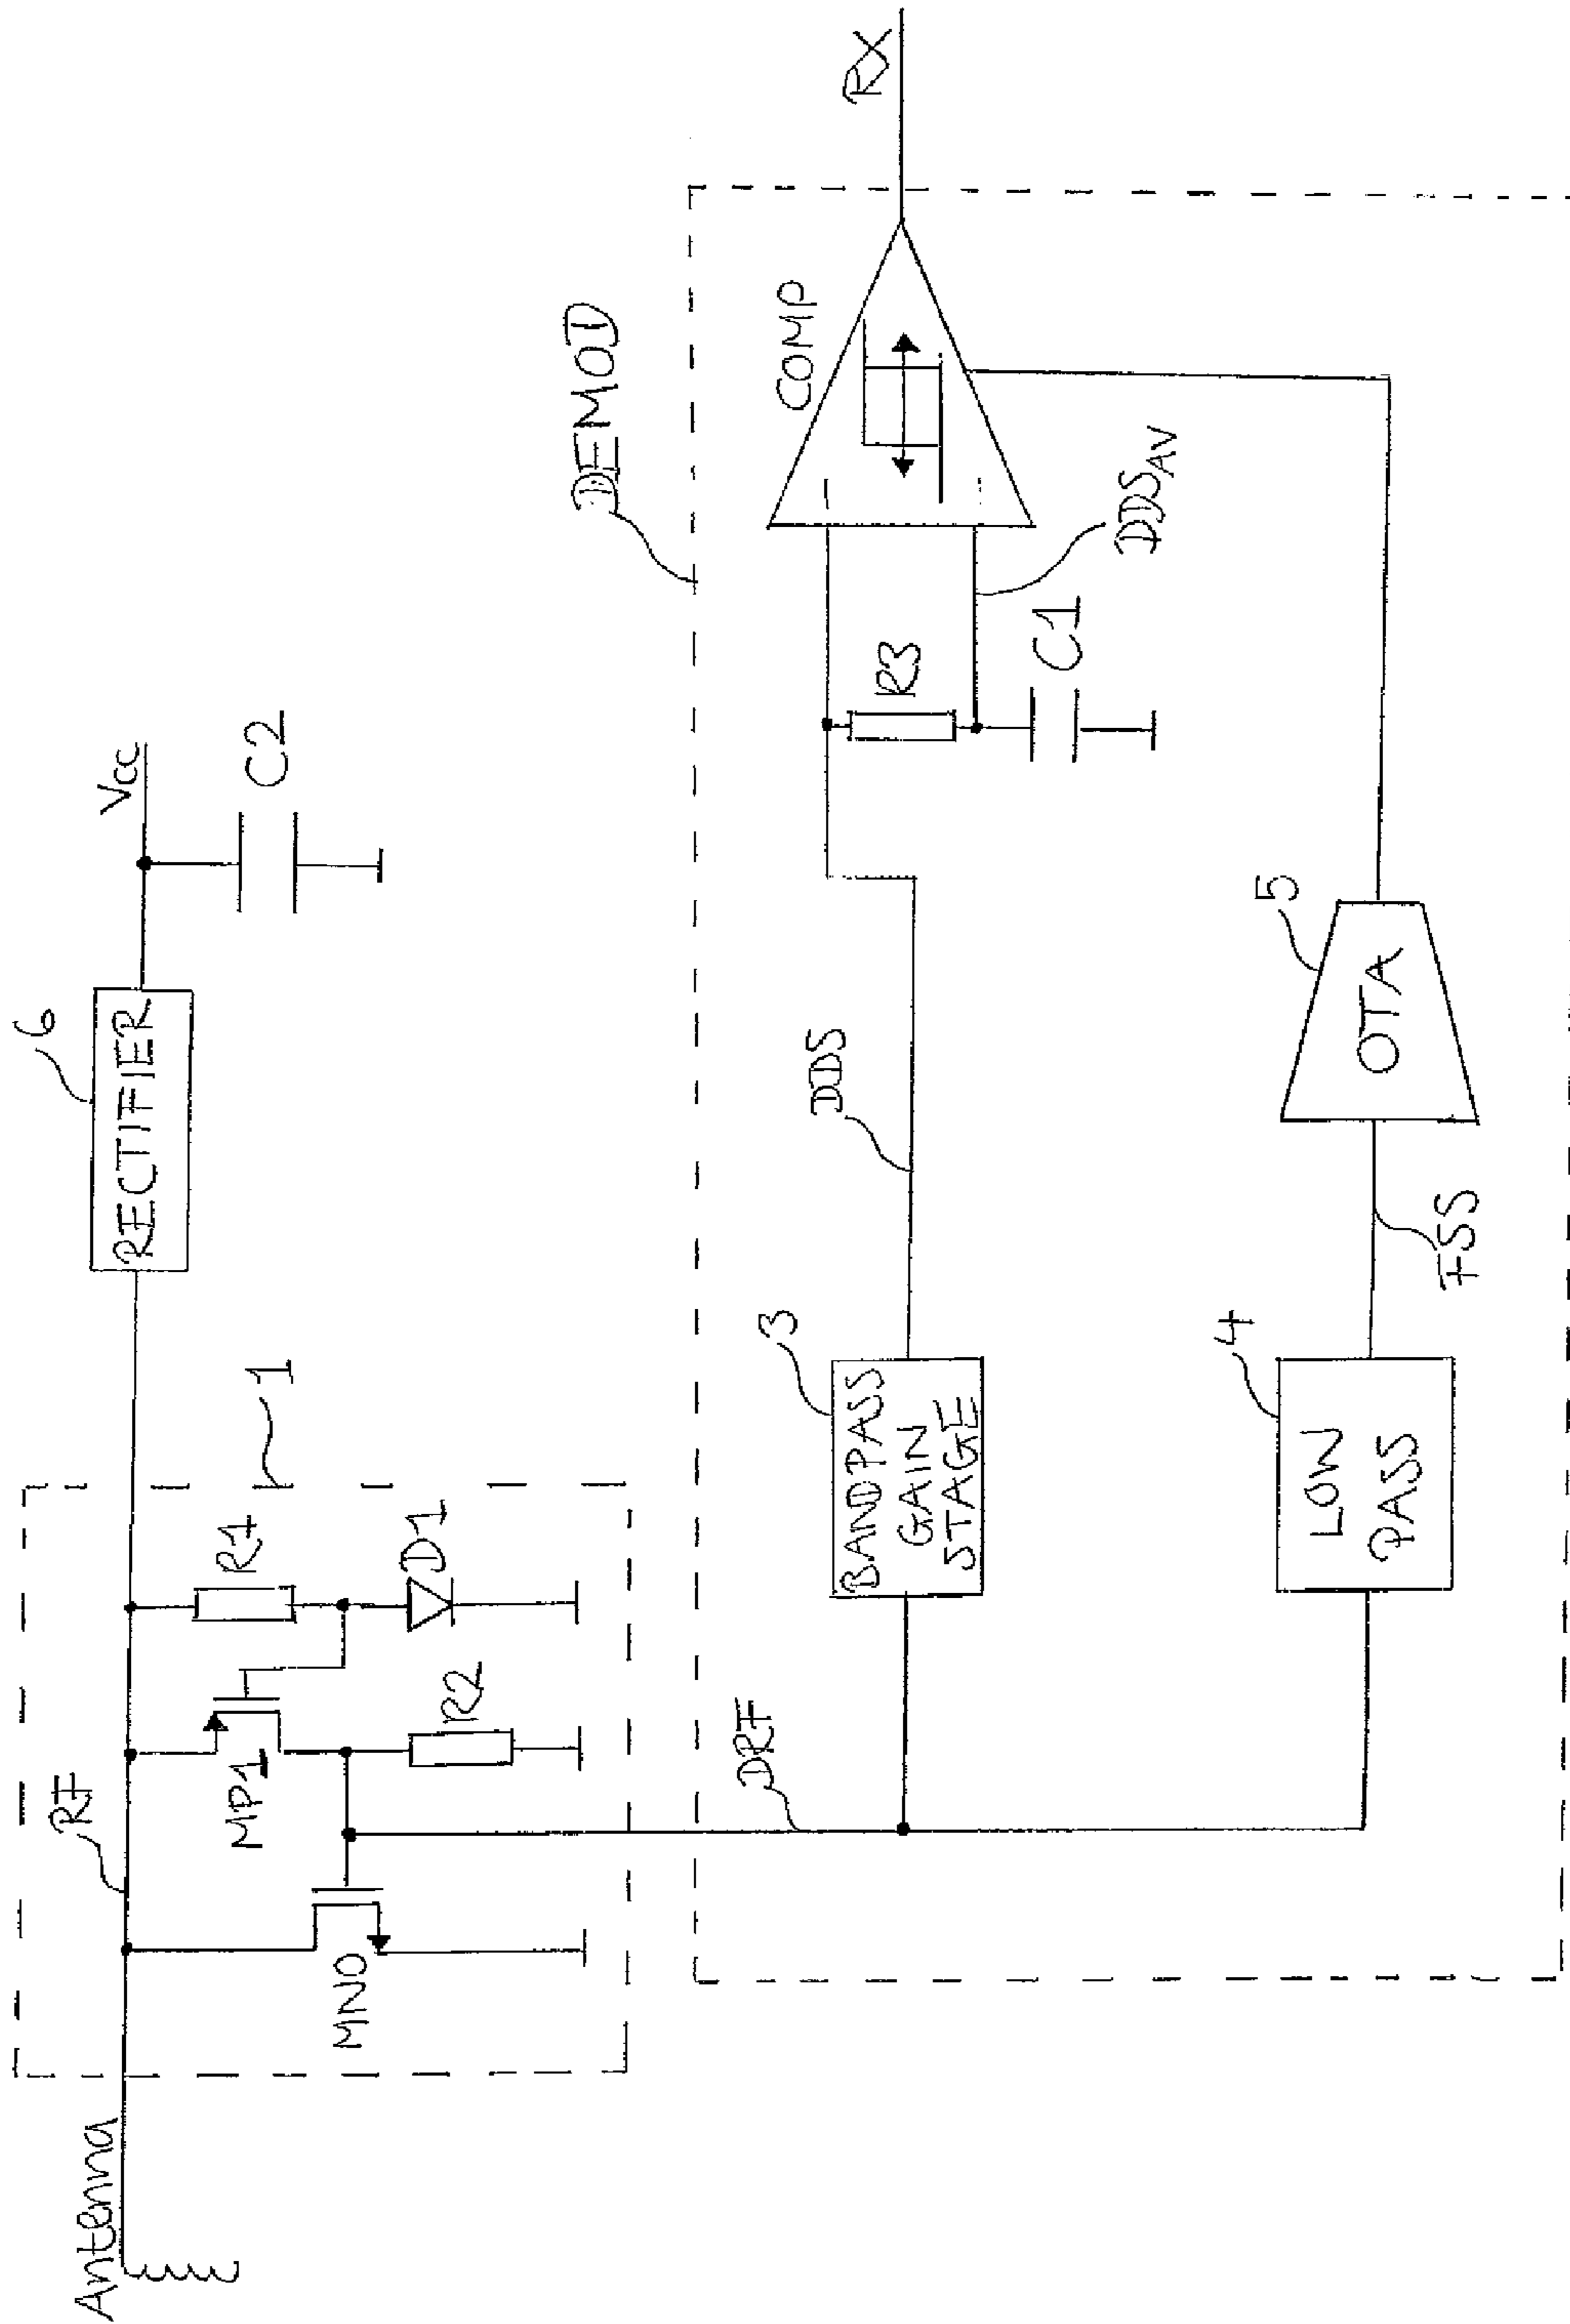 Antenna
RF
MN0
MP1
R1
R2
D1
1
6
RECTIFIER
Vcc
C2
DEMOD
DRF
3
BANDPASS
GAIN
STAGE
DDS
R3
C1
DDSAV
COMP
RX
4
LOW
PASS
FSS
5
OTA